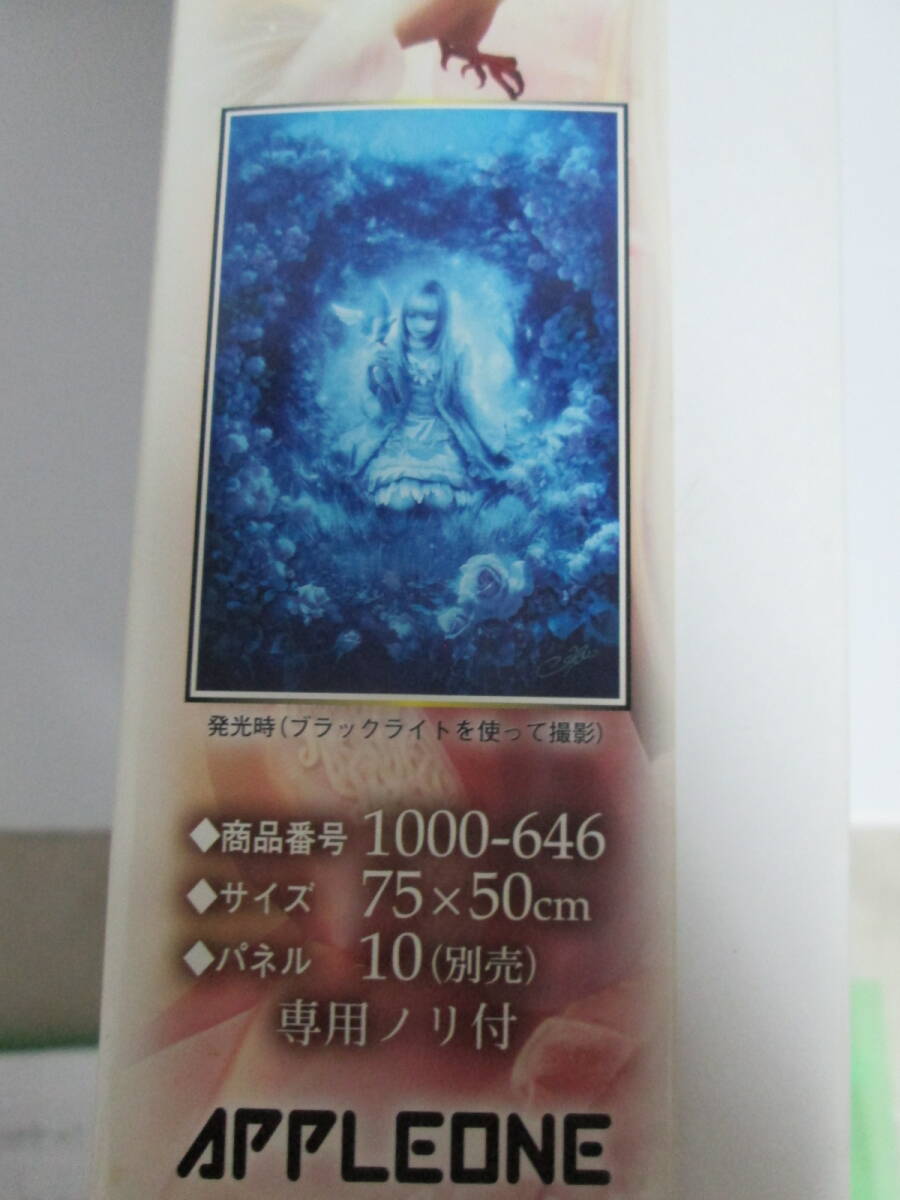 発光時(ブラックライトを使って撮影)
◆商品番号 1000-646
◆サイズ 75×50cm
◆パネル 10(別売)
専用ノリ付
APPLEONE